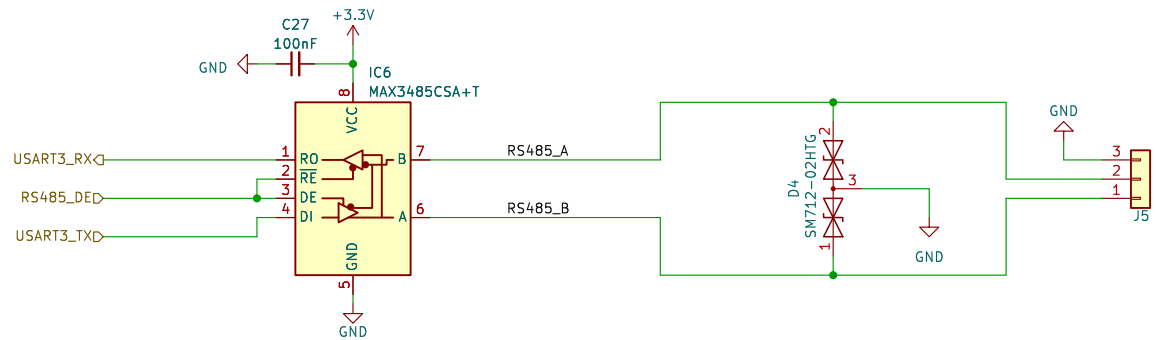 +3.3V
C27
100nF
GND
IC6
MAX3485CSA+T
8
VCC
USART3_RX
1
RO
B
7
RS485_A
2
RE
RS485_DE
3
DE
USART3_TX
4
DI
A
6
RS485_B
GND
5
GND
2
D4
SM712-02HTG
3
1
GND
GND
3
2
1
J5